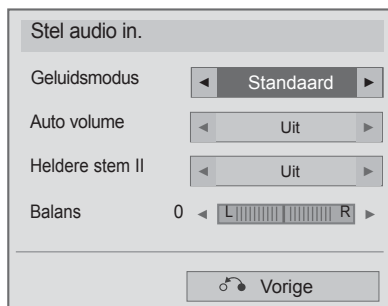 Stel audio in.
Geluidsmodus ◄ Standaard ►
Auto volume ◄ Uit ►
Heldere stem II ◄ Uit ►
Balans 0 ◄ L R ►
Vorige